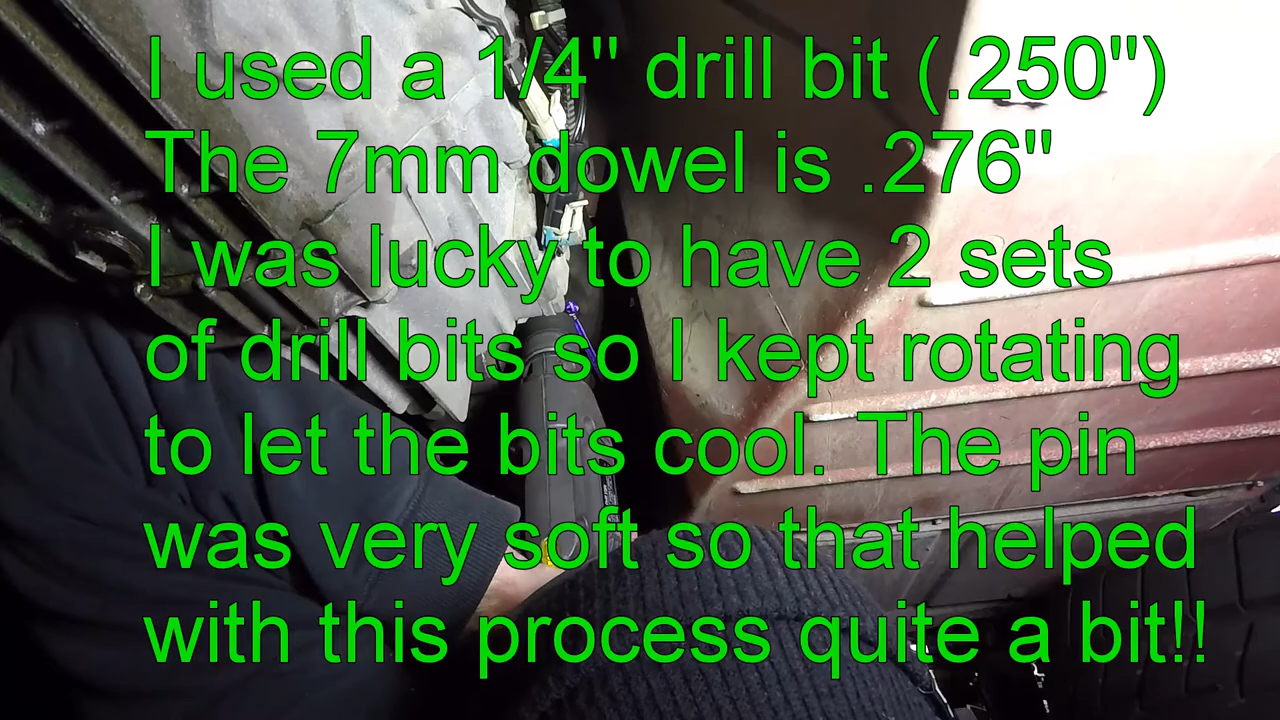 I used a 1/4" drill bit (.250")
The 7mm dowel is .276"
I was lucky to have 2 sets
of drill bits so I kept rotating
to let the bits cool. The pin
was very soft so that helped
with this process quite a bit!!